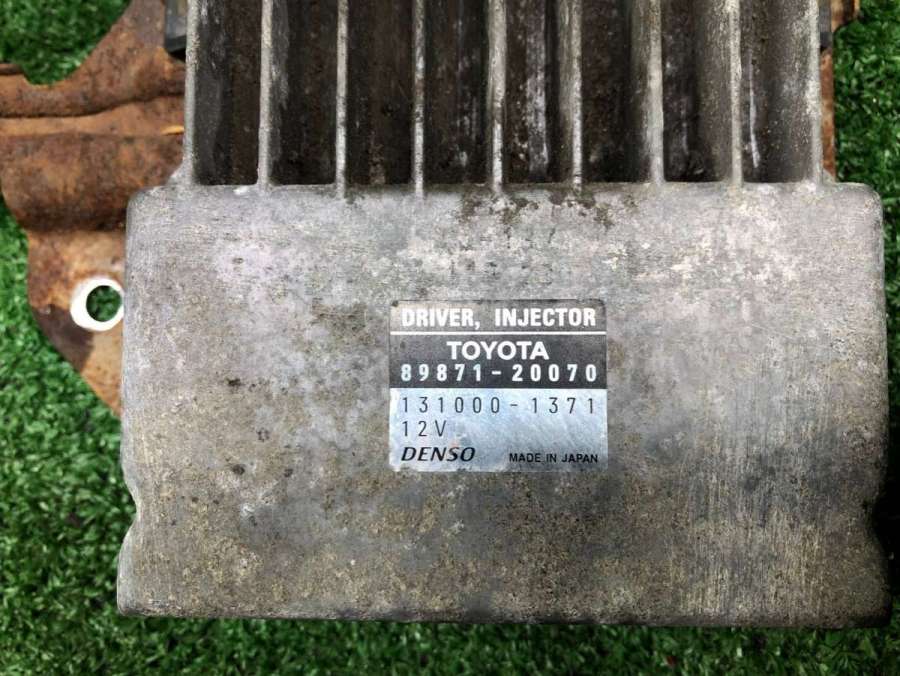 DRIVER, INJECTOR
TOYOTA
89871-20070
131000-1371
12V
DENSO MADE IN JAPAN